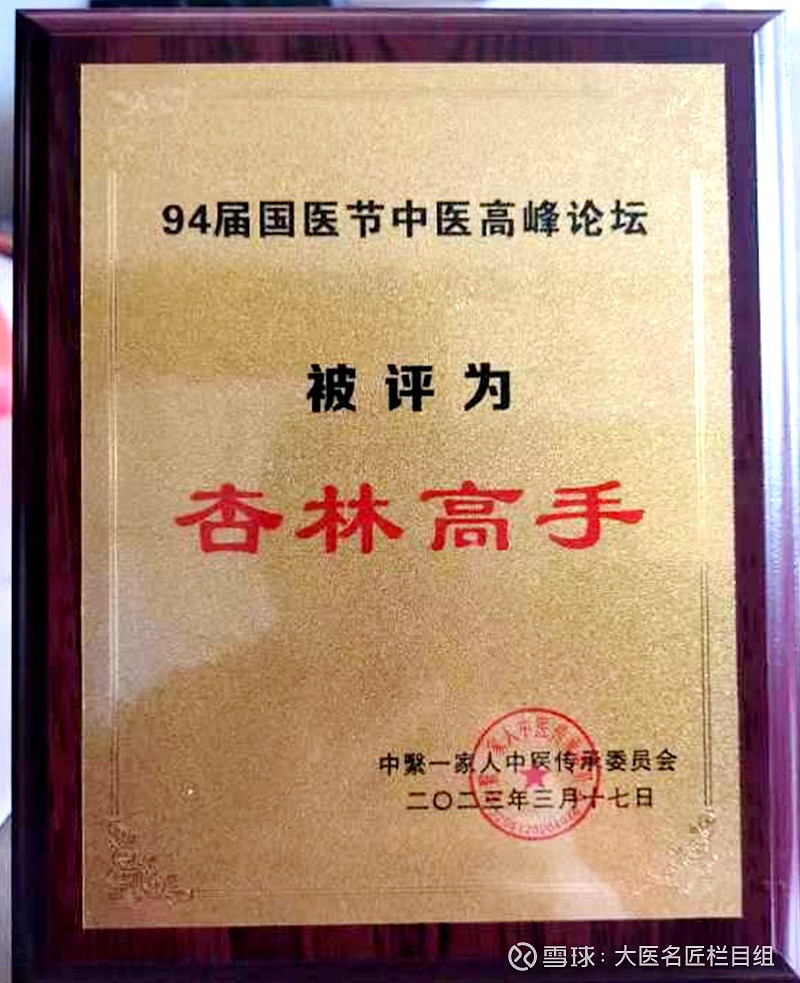 94届国医节中医高峰论坛
被评为
杏林高手
中繄一家人中医传承委员会
二〇二三年三月十七日
雪球：大医名匠栏目组